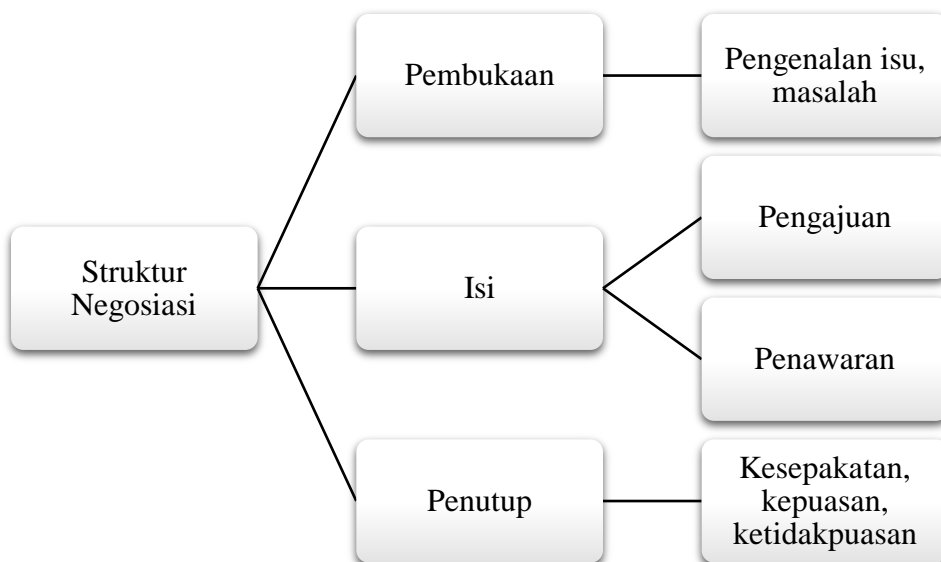 Struktur
Negosiasi
Pembukaan
Pengenalan isu,
masalah
Isi
Pengajuan
Penawaran
Penutup
Kesepakatan,
kepuasan,
ketidakpuasan